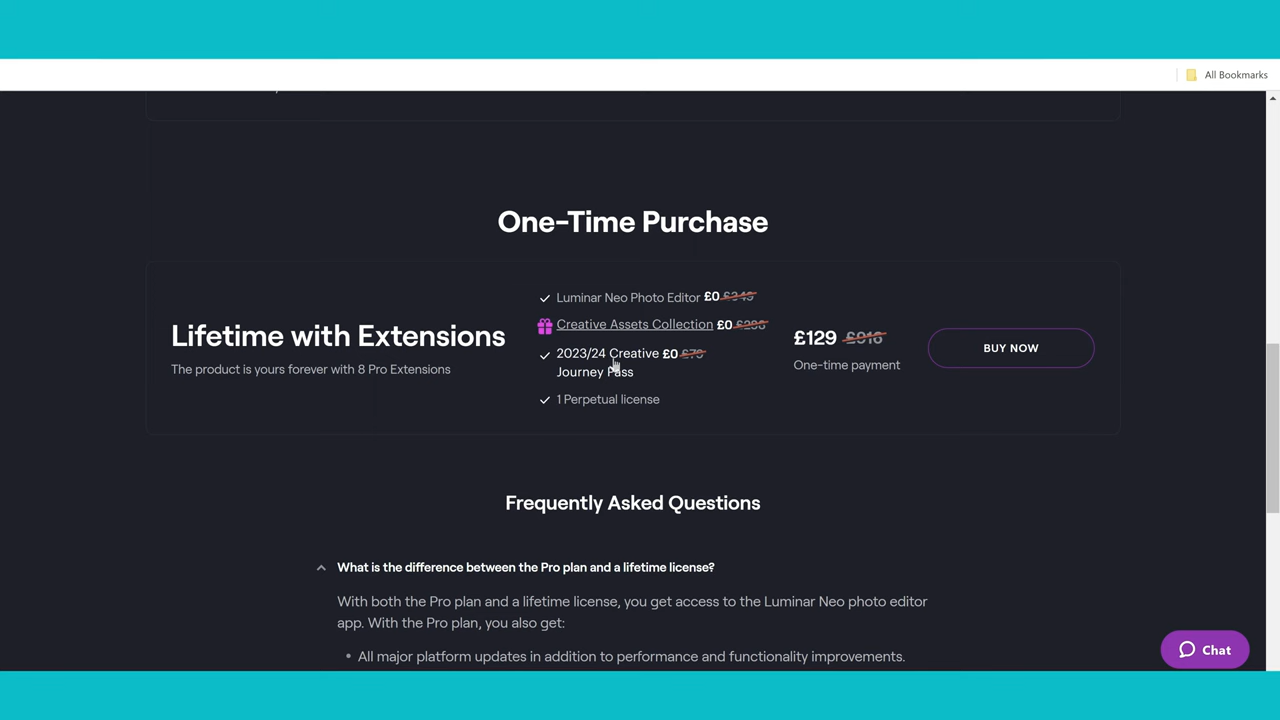 All Bookmarks
One-Time Purchase
Lifetime with Extensions
The product is yours forever with 8 Pro Extensions
Luminar Neo Photo Editor £0 £349
Creative Assets Collection £0 £298
2023/24 Creative £0 £79
Journey Pass
1 Perpetual license
£129 £916
One-time payment
BUY NOW
Frequently Asked Questions
What is the difference between the Pro plan and a lifetime license?
With both the Pro plan and a lifetime license, you get access to the Luminar Neo photo editor
app. With the Pro plan, you also get:
• All major platform updates in addition to performance and functionality improvements.
Chat